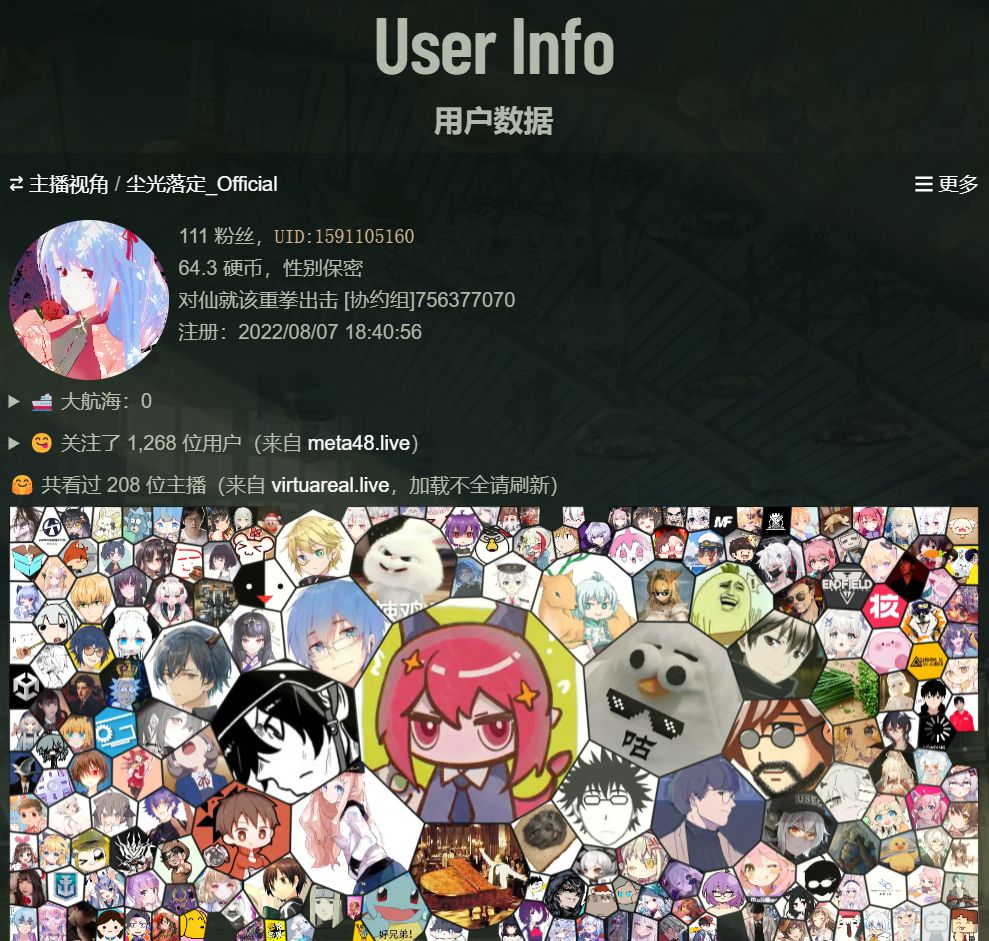 User Info
用户数据
主播视角 / 尘光落定_Official
更多
111 粉丝，UID:1591105160
64.3 硬币，性别保密
对仙就该重拳出击 [协约组]756377070
注册：2022/08/07 18:40:56
大航海：0
关注了 1,268 位用户（来自 meta48.live）
共看过 208 位主播（来自 virtuareal.live，加载不全请刷新）
MF
ENDFIELD
核
咕
LOADING
好兄弟!